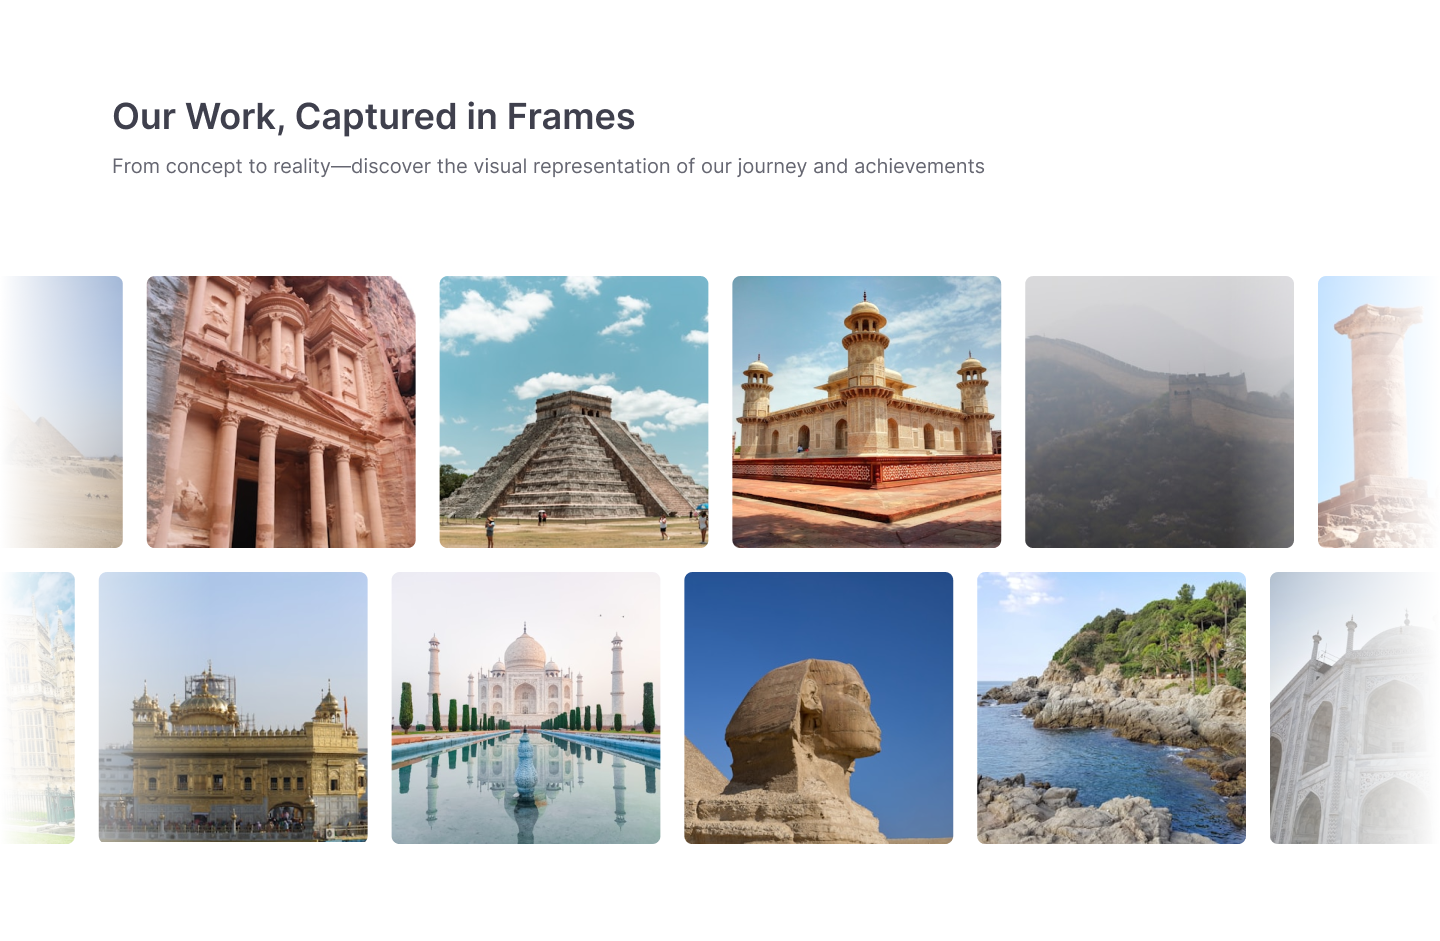 Our Work, Captured in Frames
From concept to reality—discover the visual representation of our journey and achievements